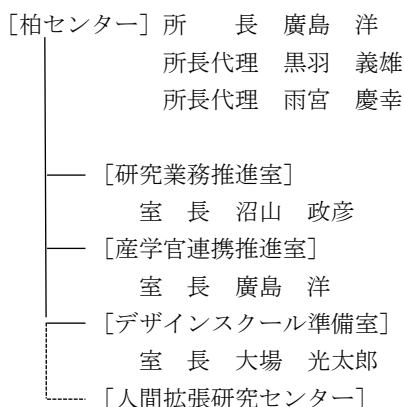 [柏センター] 所　　長　廣島　洋
所長代理　黒羽　義雄
所長代理　雨宮　慶幸
[研究業務推進室]
室　長　沼山　政彦
[産学官連携推進室]
室　長　廣島　洋
[デザインスクール準備室]
室　長　大場　光太郎
[人間拡張研究センター]